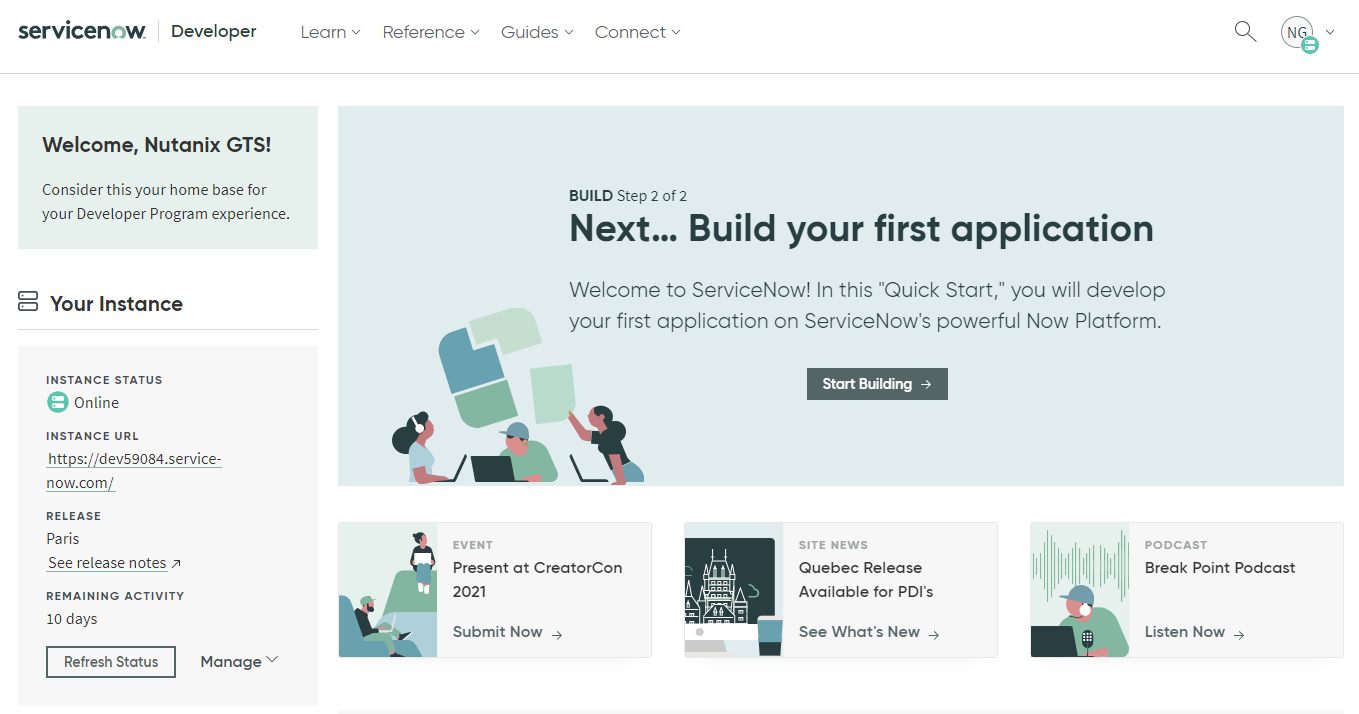 servicenow Developer Learn Reference Guides Connect NG
Welcome, Nutanix GTS!
Consider this your home base for
your Developer Program experience.
Your Instance
INSTANCE STATUS
Online
INSTANCE URL
https://dev59084.service-
now.com/
RELEASE
Paris
See release notes ↗
REMAINING ACTIVITY
10 days
Refresh Status Manage
BUILD Step 2 of 2
Next... Build your first application
Welcome to ServiceNow! In this "Quick Start," you will develop
your first application on ServiceNow's powerful Now Platform.
Start Building →
EVENT
Present at CreatorCon
2021
Submit Now →
SITE NEWS
Quebec Release
Available for PDI's
See What's New →
PODCAST
Break Point Podcast
Listen Now →